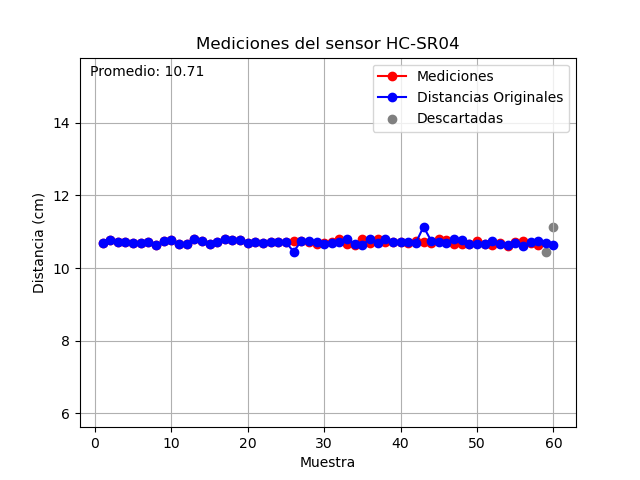 Mediciones del sensor HC-SR04
Promedio: 10.71
Mediciones
Distancias Originales
Descartadas
Distancia (cm)
14
12
10
8
6
0 10 20 30 40 50 60
Muestra